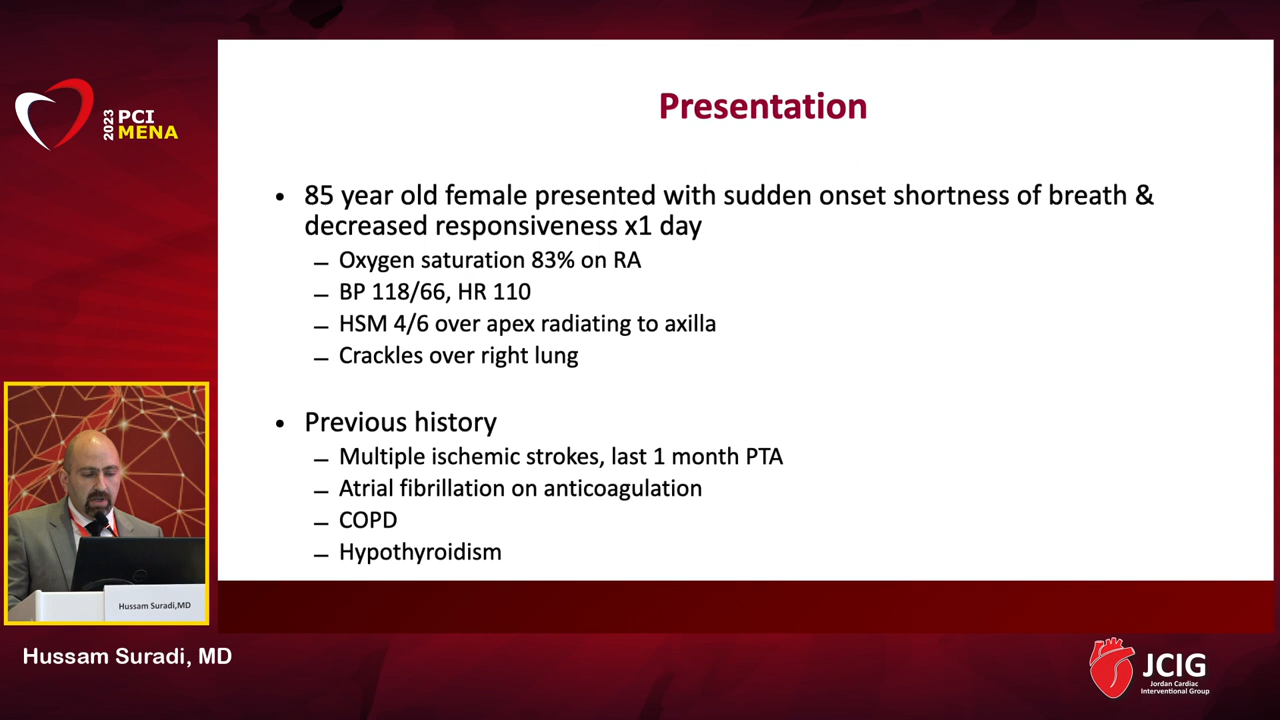 2023 PCI
MENA
Presentation
• 85 year old female presented with sudden onset shortness of breath &
decreased responsiveness x1 day
– Oxygen saturation 83% on RA
– BP 118/66, HR 110
– HSM 4/6 over apex radiating to axilla
– Crackles over right lung
• Previous history
– Multiple ischemic strokes, last 1 month PTA
– Atrial fibrillation on anticoagulation
– COPD
– Hypothyroidism
Hussam Suradi,MD
Hussam Suradi, MD
JCIG
Jordan Cardiac
Interventional Group